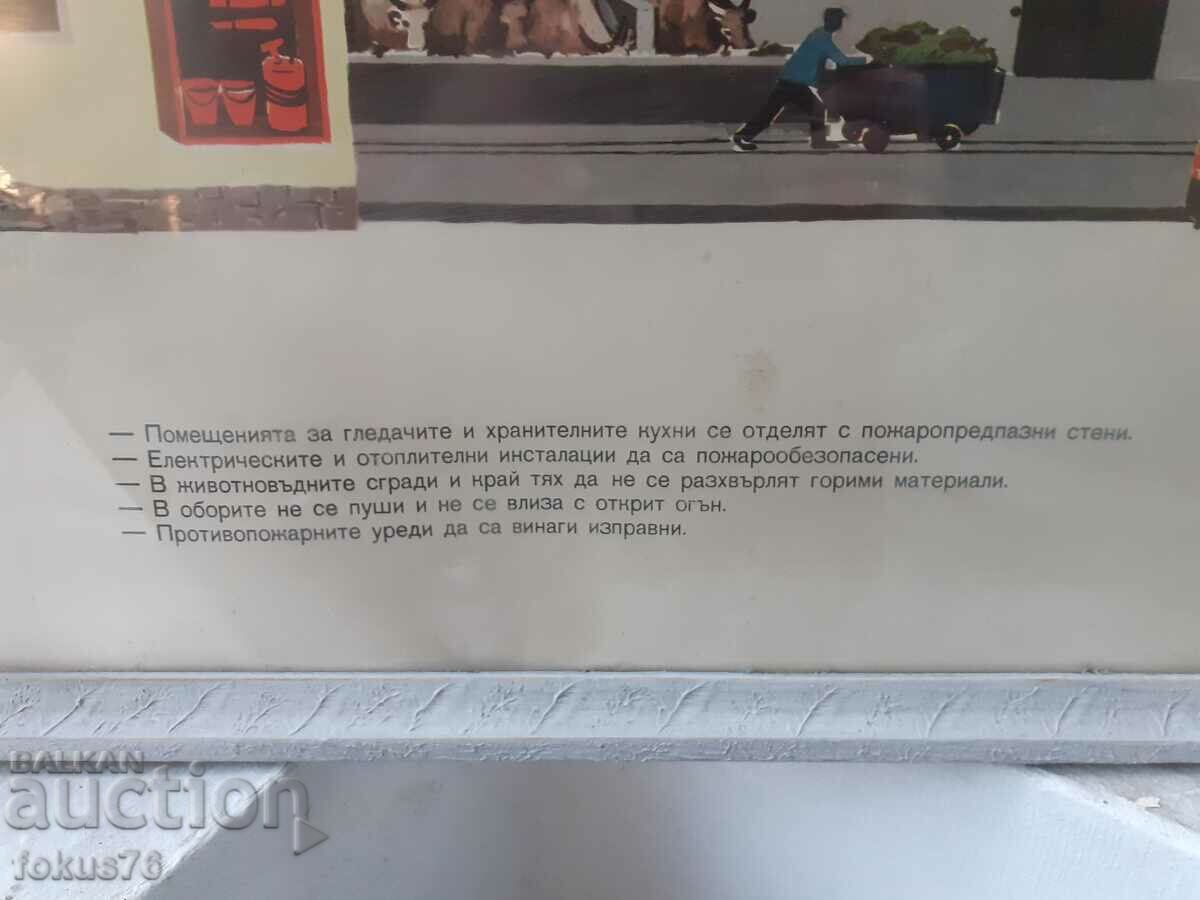 — Помещенията за гледачите и хранителните кухни се отделят с пожаропредпазни стени.
— Електрическите и отоплителни инсталации да са пожарообезопасени.
— В животновъдните сгради и край тях да не се разхвърлят горими материали.
— В оборите не се пуши и не се влиза с открит огън.
— Противопожарните уреди да са винаги изправни.
BALKAN
auction
fokus76